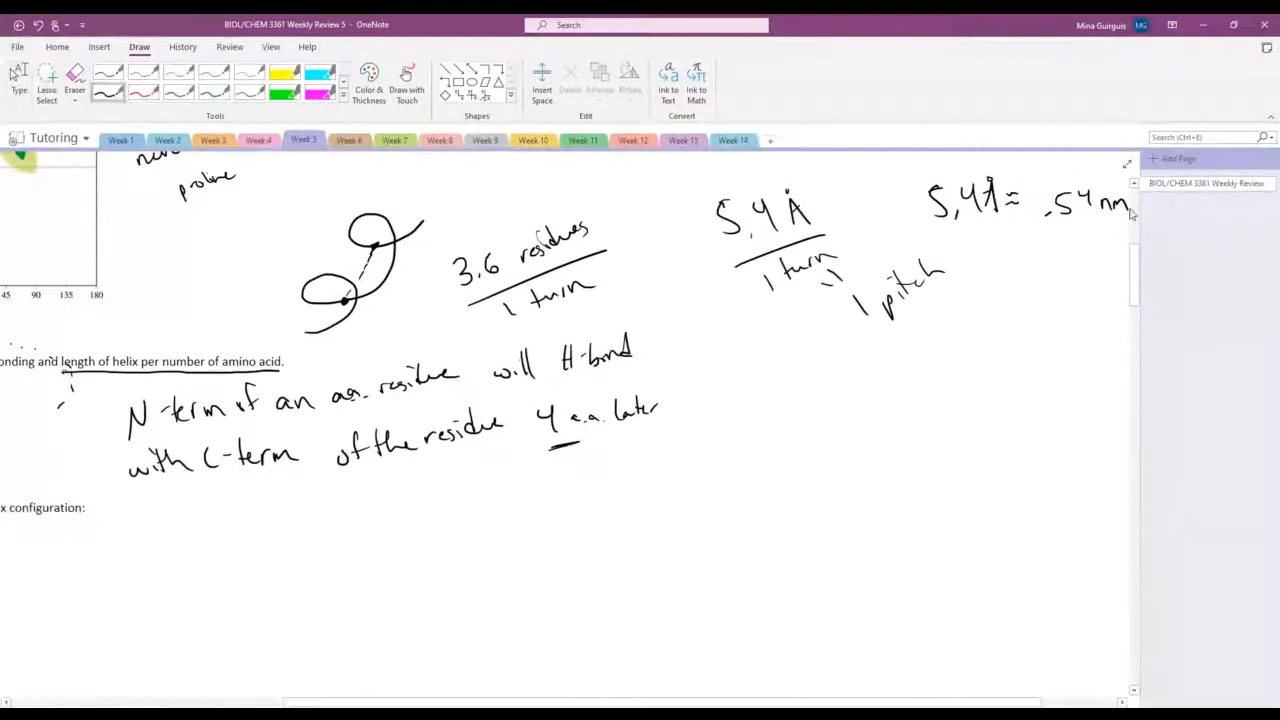 BIOL/CHEM 3361 Weekly Review 5 - OneNote
Search
Mina Guirguis MG
File Home Insert Draw History Review View Help
Type Lasso Select Eraser Color & Thickness Draw with Touch Insert Space Delete Arrange Rotate Ink to Text Ink to Math
Tools Shapes Edit Convert
Tutoring Week 1 Week 2 Week 3 Week 4 Week 5 Week 6 Week 7 Week 8 Week 9 Week 10 Week 11 Week 12 Week 13 Week 14 +
Search (Ctrl+E)
Add Page
BIOL/CHEM 3361 Weekly Review
proline
3.6 residues
1 turn
5.4 Å
1 turn
1 pitch
5.4Å ≈ .54 nm
45 90 135 180
onding and length of helix per number of amino acid.
N-term of an a.a. residue will H-bond
with C-term of the residue 4 a.a. later
x configuration: